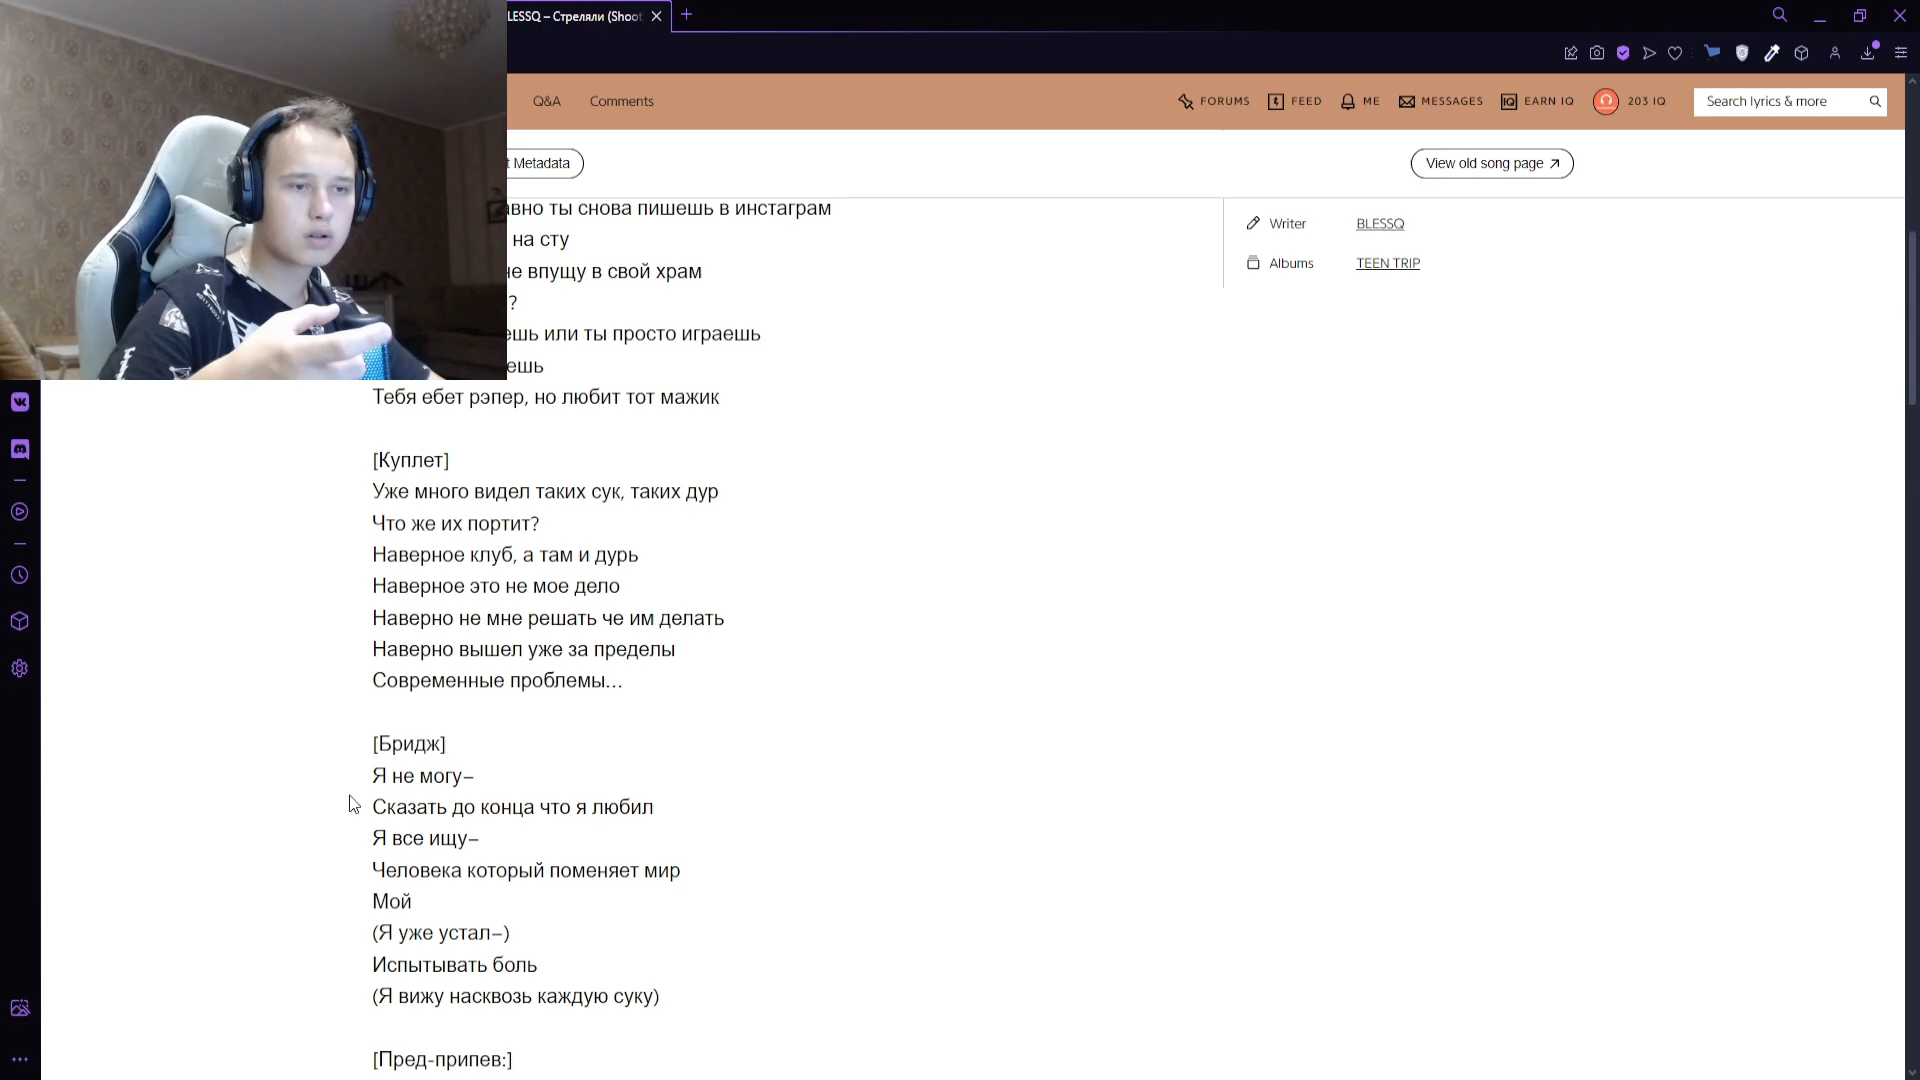 LESSQ – Стреляли (Shoot
Q&A Comments
FORUMS FEED ME MESSAGES EARN IQ 203 IQ
Search lyrics & more
Metadata
View old song page
ты снова пишешь в инстаграм
на сту
впущу в свой храм
?
или ты просто играешь
Тебя ебет рэпер, но любит тот мажик
[Куплет]
Уже много видел таких сук, таких дур
Что же их портит?
Наверное клуб, а там и дурь
Наверное это не мое дело
Наверно не мне решать че им делать
Наверно вышел уже за пределы
Современные проблемы...
[Бридж]
Я не могу–
Сказать до конца что я любил
Я все ищу–
Человека который поменяет мир
Мой
(Я уже устал–)
Испытывать боль
(Я вижу насквозь каждую суку)
[Пред-припев:]
Writer BLESSQ
Albums TEEN TRIP